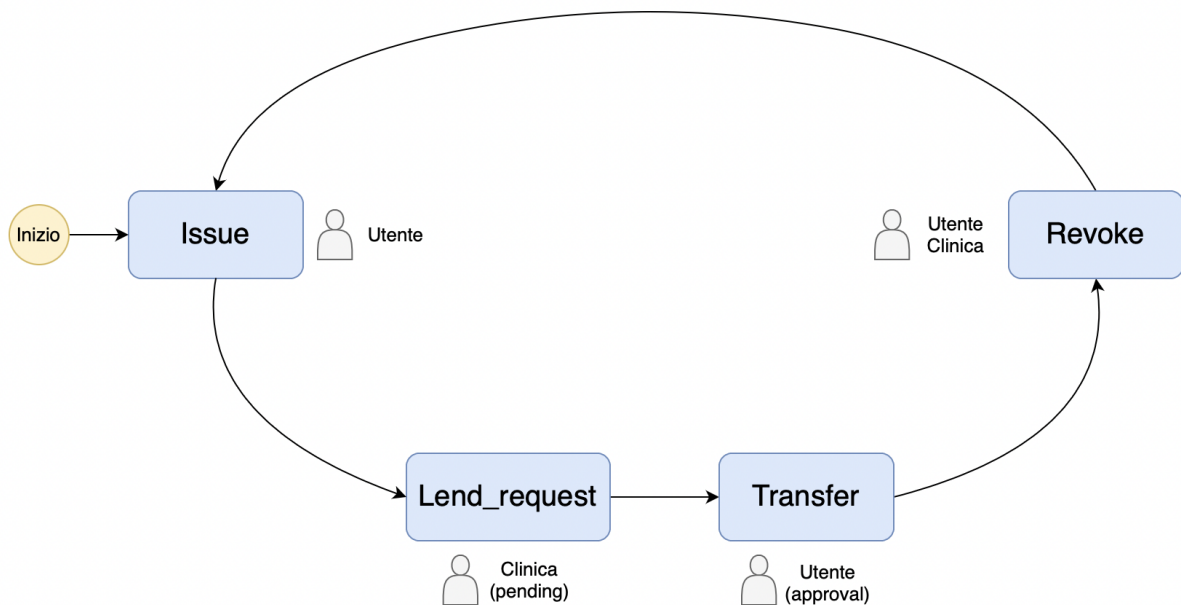 Inizio
Issue
Utente
Utente
Clinica
Revoke
Lend_request
Transfer
Clinica
(pending)
Utente
(approval)